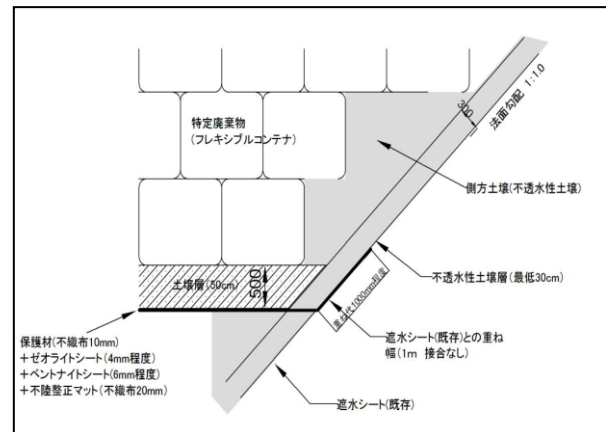 特定廃棄物
(フレキシブルコンテナ)
300
法面勾配 1:1.0
側方土壌(不透水性土壌)
土壌層(50cm)
500
不透水性土壌層(最低30cm)
重ね代1000mm程度
遮水シート(既存)との重ね
幅(1m 接合なし)
保護材(不織布10mm)
+ゼオライトシート(4mm程度)
+ベントナイトシート(6mm程度)
+不陸整正マット(不織布20mm)
遮水シート(既存)